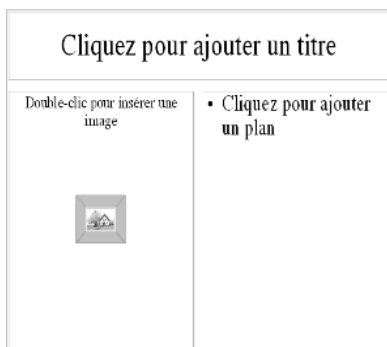 Cliquez pour ajouter un titre
Double-clic pour insérer une
image
• Cliquez pour ajouter
un plan